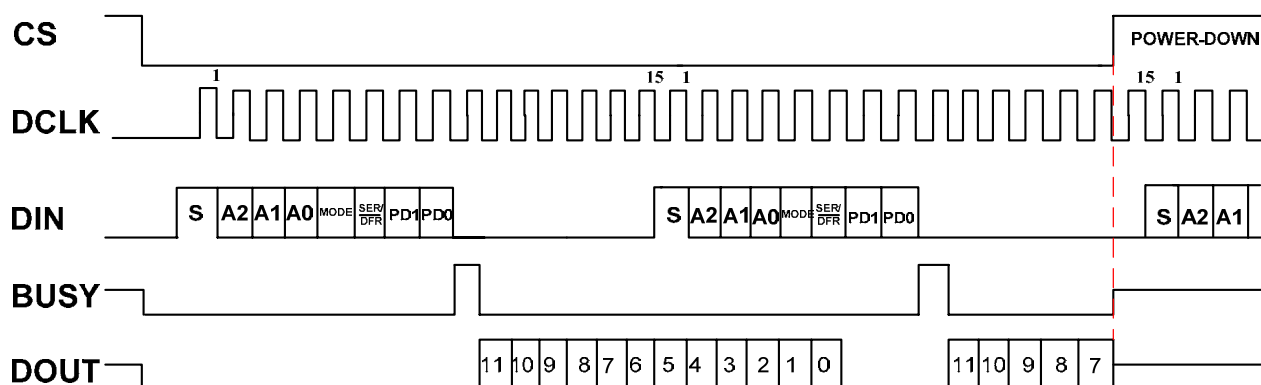 CS
POWER-DOWN
1
15
1
15
1
DCLK
DIN
S A2 A1 A0 MODE SER/DFR PD1 PD0
S A2 A1 A0 MODE SER/DFR PD1 PD0
S A2 A1
BUSY
DOUT
11 10 9 8 7 6 5 4 3 2 1 0
11 10 9 8 7